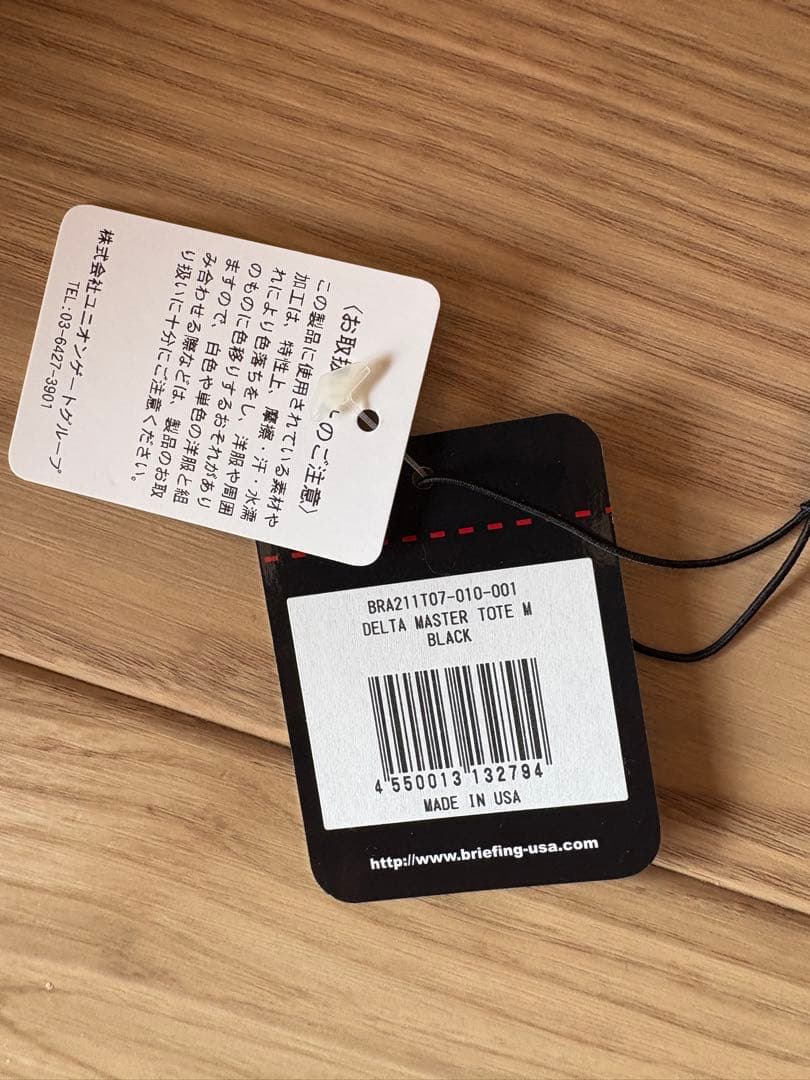 〈お取扱 のご注意〉
この製品に使用されている素材や
加工は、特性上、摩擦・汗・水濡
れにより色落ちをし、洋服や周囲
のものに色移りするおそれがあり
ますので、白色や単色の洋服と組
み合わせる際などは、製品のお取
り扱いに十分にご注意ください。
株式会社ユニオンゲートグループ
TEL:03-6427-3901
BRA211T07-010-001
DELTA MASTER TOTE M
BLACK
4 550013 132794
MADE IN USA
http://www.briefing-usa.com